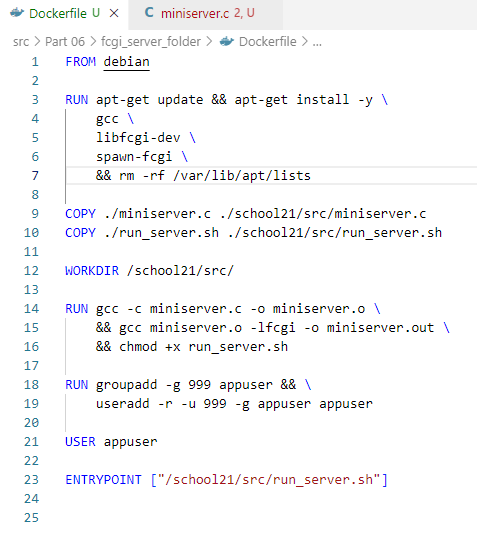 Dockerfile U × C miniserver.c 2, U
src > Part 06 > fcgi_server_folder > Dockerfile > ...
1 FROM debian
2
3 RUN apt-get update && apt-get install -y \
4 gcc \
5 libfcgi-dev \
6 spawn-fcgi \
7 && rm -rf /var/lib/apt/lists
8
9 COPY ./miniserver.c ./school21/src/miniserver.c
10 COPY ./run_server.sh ./school21/src/run_server.sh
11
12 WORKDIR /school21/src/
13
14 RUN gcc -c miniserver.c -o miniserver.o \
15 && gcc miniserver.o -lfcgi -o miniserver.out \
16 && chmod +x run_server.sh
17
18 RUN groupadd -g 999 appuser && \
19 useradd -r -u 999 -g appuser appuser
20
21 USER appuser
22
23 ENTRYPOINT ["/school21/src/run_server.sh"]
24
25